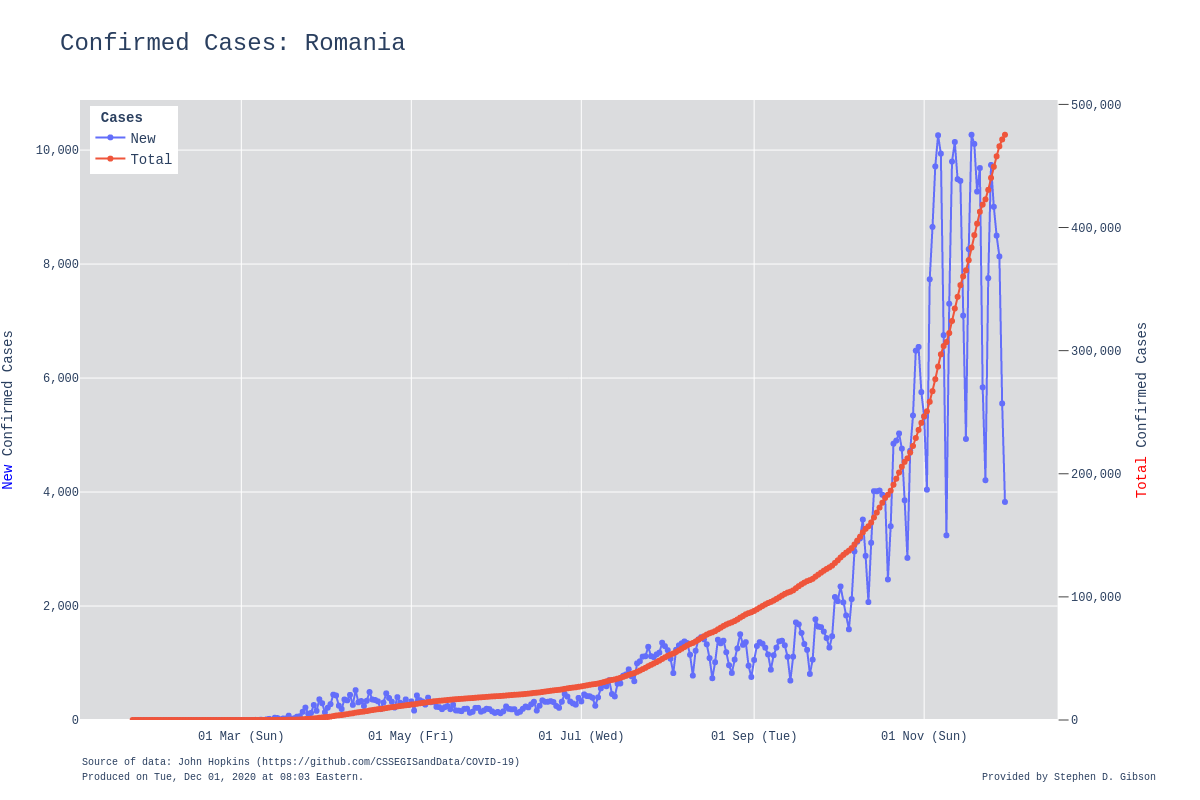 Confirmed Cases: Romania
Cases
New
Total
10,000
8,000
6,000
4,000
2,000
0
New Confirmed Cases
500,000
400,000
300,000
200,000
100,000
0
Total Confirmed Cases
01 Mar (Sun)
01 May (Fri)
01 Jul (Wed)
01 Sep (Tue)
01 Nov (Sun)
Source of data: John Hopkins (https://github.com/CSSEGISandData/COVID-19)
Produced on Tue, Dec 01, 2020 at 08:03 Eastern.
Provided by Stephen D. Gibson